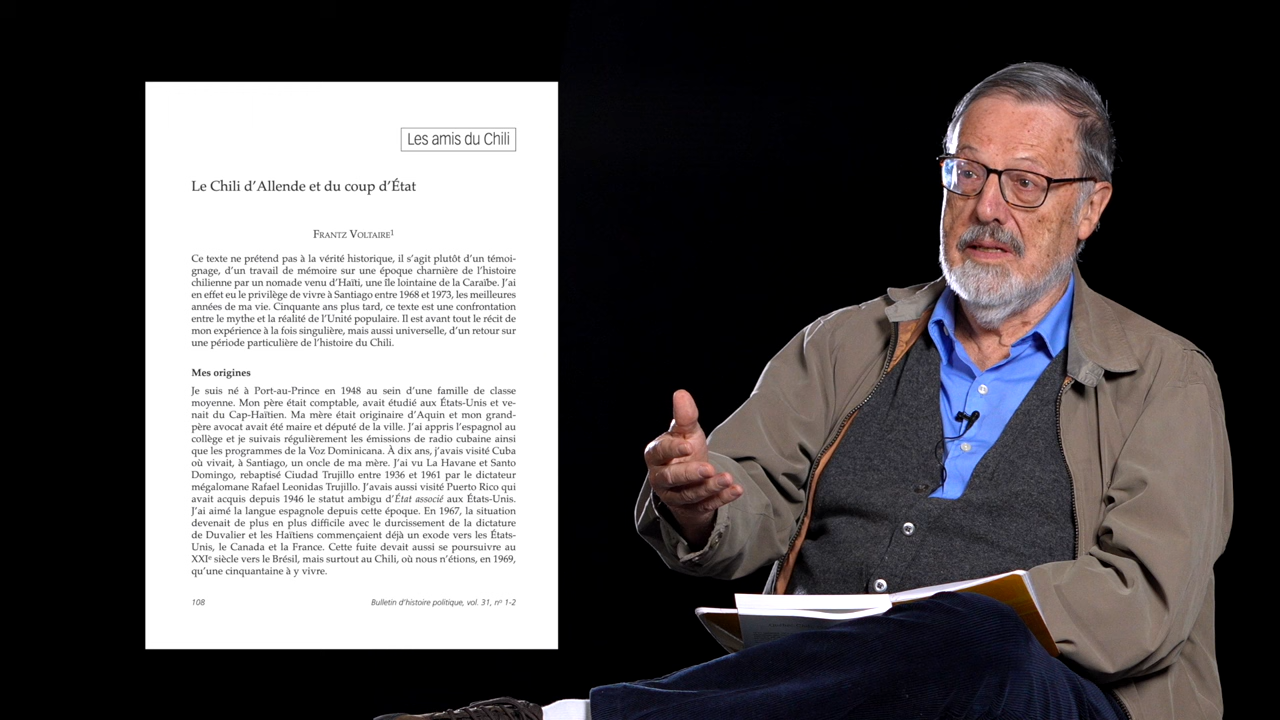 Les amis du Chili
Le Chili d'Allende et du coup d'État
Frantz Voltaire1
Ce texte ne prétend pas à la vérité historique, il s'agit plutôt d'un témoi-
gnage, d'un travail de mémoire sur une époque charnière de l'histoire
chilienne par un nomade venu d'Haïti, une île lointaine de la Caraïbe. J'ai
en effet eu le privilège de vivre à Santiago entre 1968 et 1973, les meilleures
années de ma vie. Cinquante ans plus tard, ce texte est une confrontation
entre le mythe et la réalité de l'Unité populaire. Il est avant tout le récit de
mon expérience à la fois singulière, mais aussi universelle, d'un retour sur
une période particulière de l'histoire du Chili.
Mes origines
Je suis né à Port-au-Prince en 1948 au sein d'une famille de classe
moyenne. Mon père était comptable, avait étudié aux États-Unis et ve-
nait du Cap-Haïtien. Ma mère était originaire d'Aquin et mon grand-
père avocat avait été maire et député de la ville. J'ai appris l'espagnol au
collège et je suivais régulièrement les émissions de radio cubaine ainsi
que les programmes de la Voz Dominicana. À dix ans, j'avais visité Cuba
où vivait, à Santiago, un oncle de ma mère. J'ai vu La Havane et Santo
Domingo, rebaptisé Ciudad Trujillo entre 1936 et 1961 par le dictateur
mégalomane Rafael Leonidas Trujillo. J'avais aussi visité Puerto Rico qui
avait acquis depuis 1946 le statut ambigu d'État associé aux États-Unis.
J'ai aimé la langue espagnole depuis cette époque. En 1967, la situation
devenait de plus en plus difficile avec le durcissement de la dictature
de Duvalier et les Haïtiens commençaient déjà un exode vers les États-
Unis, le Canada et la France. Cette fuite devait aussi se poursuivre au
XXIe siècle vers le Brésil, mais surtout au Chili, où nous n'étions, en 1969,
qu'une cinquantaine à y vivre.
108 Bulletin d'histoire politique, vol. 31, no 1-2